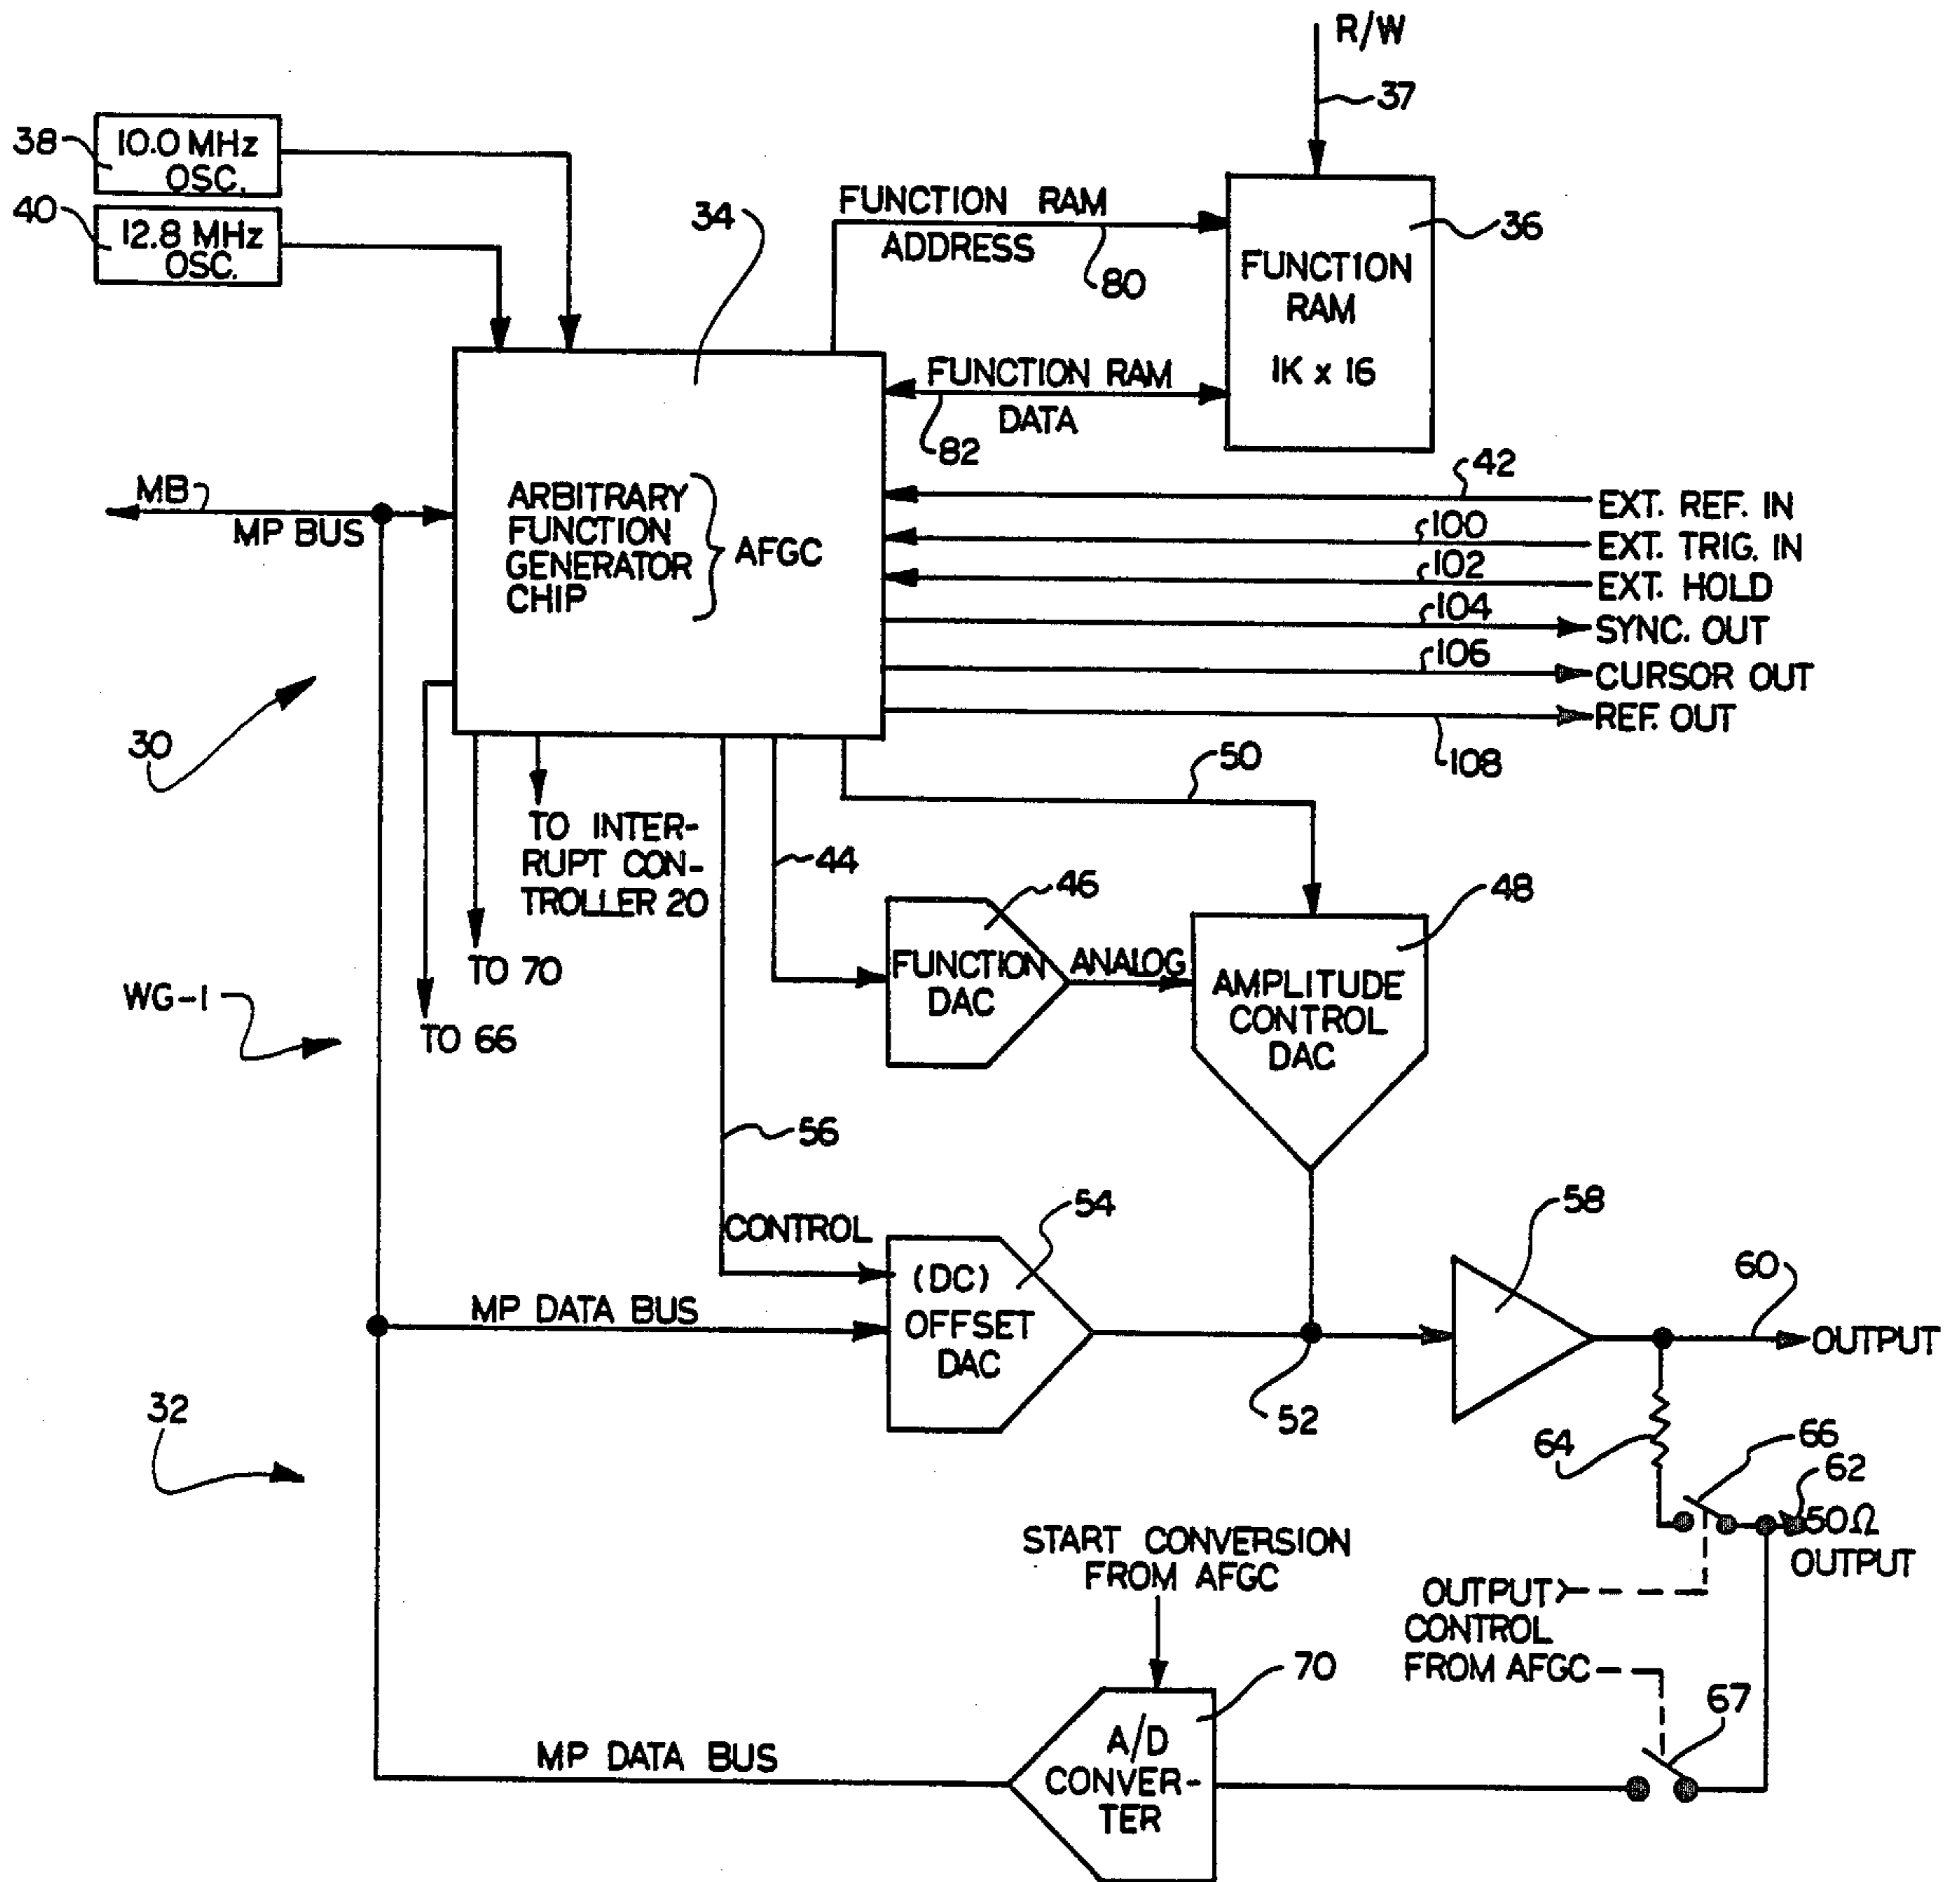 R/W
37
38
10.0 MHz
OSC.
40
12.8 MHz
OSC.
34
FUNCTION RAM
ADDRESS
80
36
FUNCTION
RAM
1K x 16
FUNCTION RAM
DATA
82
MB
MP BUS
ARBITRARY
FUNCTION
GENERATOR
CHIP
AFGC
42
EXT. REF. IN
100
EXT. TRIG. IN
102
EXT. HOLD
104
SYNC. OUT
106
CURSOR OUT
REF. OUT
108
30
50
TO INTER-
RUPT CON-
TROLLER 20
44
TO 70
TO 66
WG-1
46
FUNCTION
DAC
ANALOG
48
AMPLITUDE
CONTROL
DAC
56
CONTROL
54
(DC)
OFFSET
DAC
MP DATA BUS
52
58
60
OUTPUT
32
64
66
62
50Ω
OUTPUT
START CONVERSION
FROM AFGC
OUTPUT
CONTROL
FROM AFGC
67
70
A/D
CONVER-
TER
MP DATA BUS